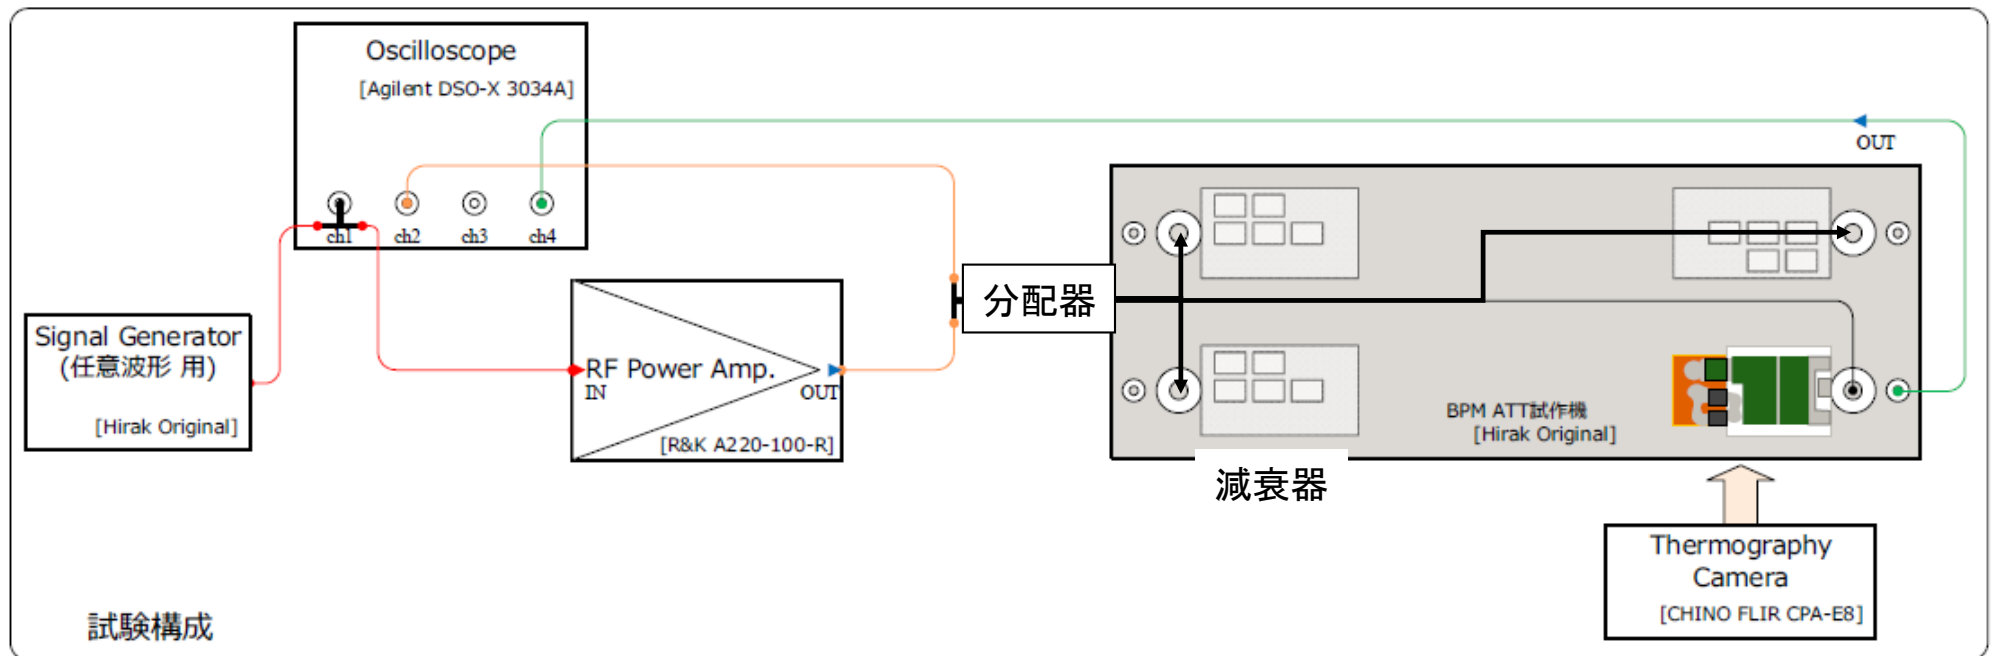 Oscilloscope
[Agilent DSO-X 3034A]
ch1
ch2
ch3
ch4
OUT
Signal Generator
(任意波形 用)
[Hirak Original]
RF Power Amp.
IN
OUT
[R&K A220-100-R]
分配器
BPM ATT試作機
[Hirak Original]
減衰器
Thermography
Camera
[CHINO FLIR CPA-E8]
試験構成